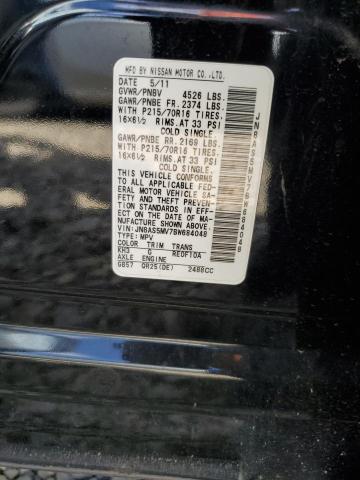 MFD BY NISSAN MOTOR CO.,LTD.
DATE 5/11
GVWR/PNBV 4526 LBS.
GAWR/PNBE FR. 2374 LBS.
WITH P215/70R16 TIRES.
16X6½ RIMS.AT 33 PSI
COLD SINGLE
GAWR/PNBE RR. 2169 LBS.
WITH P215/70R16 TIRES.
16X6½ RIMS.AT 33 PSI
COLD SINGLE
THIS VEHICLE CONFORMS
TO ALL APPLICABLE FED-
ERAL MOTOR VEHICLE SA-
FETY AND THEFT PREVEN-
TION STANDARDS IN EFFECT
ON THE DATE OF MA-
NUFACTURE SHOWN ABOVE
VIN:JN8AS5MV7BW684048
TYPE: MPV
COLOR TRIM TRANS
KH3 G RE0F10A
AXLE ENGINE
GB57 QR25(DE) 2488CC
JN8AS5MV7BW684048